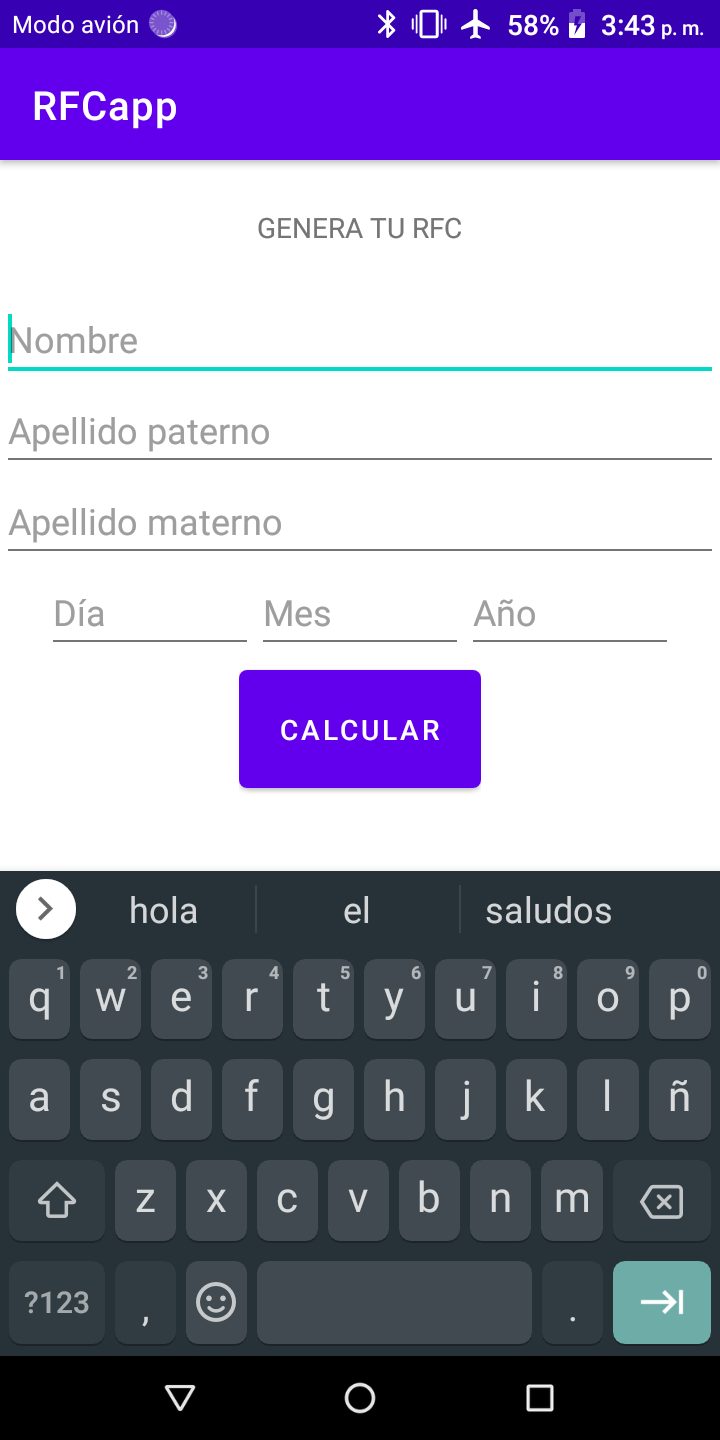 Modo avión 58% 3:43 p. m.
RFCapp
GENERA TU RFC
Nombre
Apellido paterno
Apellido materno
Día Mes Año
CALCULAR
hola el saludos
1 2 3 4 5 6 7 8 9 0
q w e r t y u i o p
a s d f g h j k l ñ
z x c v b n m
?123 , .